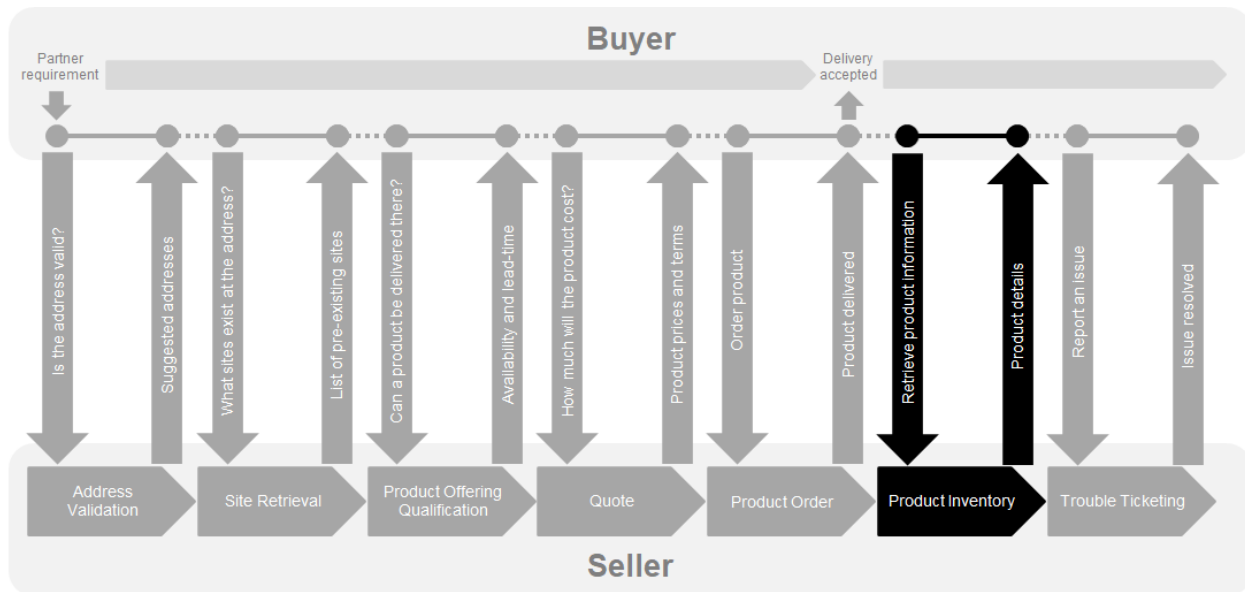 Buyer
Partner
requirement
Delivery
accepted
Is the address valid?
Suggested addresses
What sites exist at the address?
List of pre-existing sites
Can a product be delivered there?
Availability and lead-time
How much will the product cost?
Product prices and terms
Order product
Product delivered
Retrieve product information
Product details
Report an issue
Issue resolved
Address
Validation
Site Retrieval
Product Offering
Qualification
Quote
Product Order
Product Inventory
Trouble Ticketing
Seller